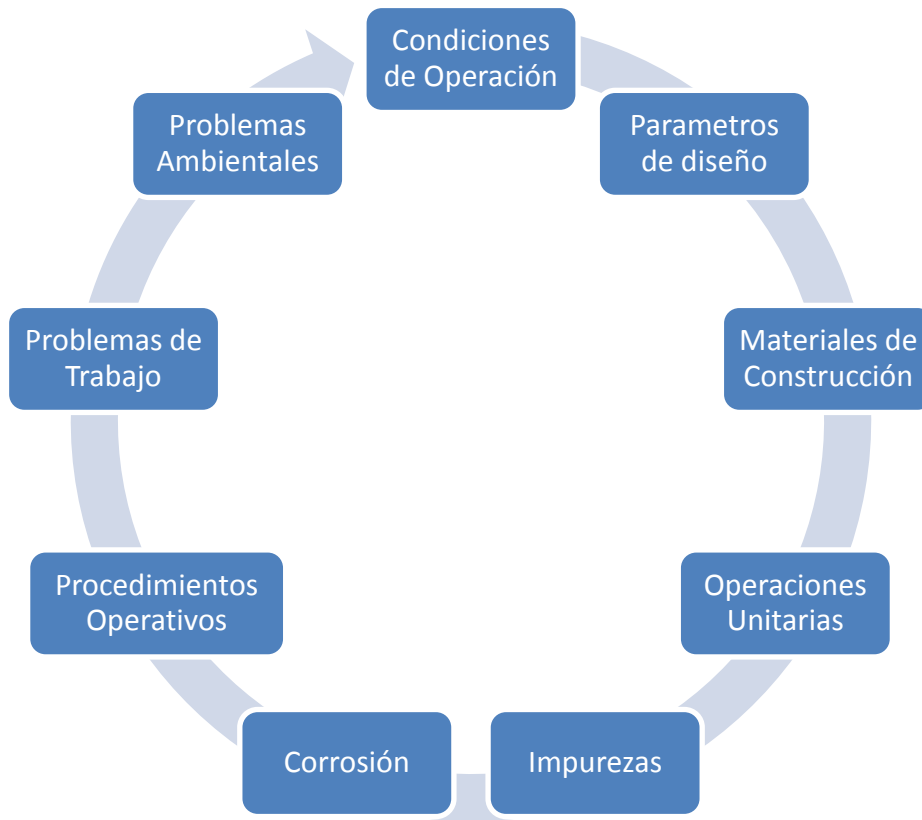 Condiciones
de Operación
Parametros
de diseño
Materiales de
Construcción
Operaciones
Unitarias
Impurezas
Corrosión
Procedimientos
Operativos
Problemas de
Trabajo
Problemas
Ambientales